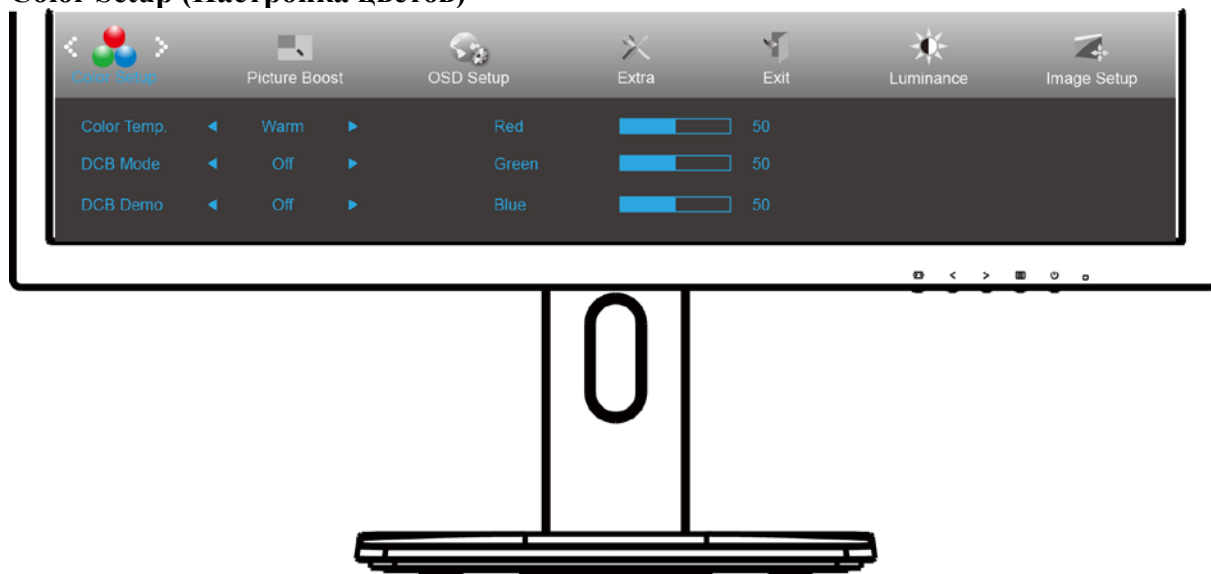 Color Setup (Настройка цветов)
Color Setup Picture Boost OSD Setup Extra Exit Luminance Image Setup
Color Temp. Warm Red 50
DCB Mode Off Green 50
DCB Demo Off Blue 50